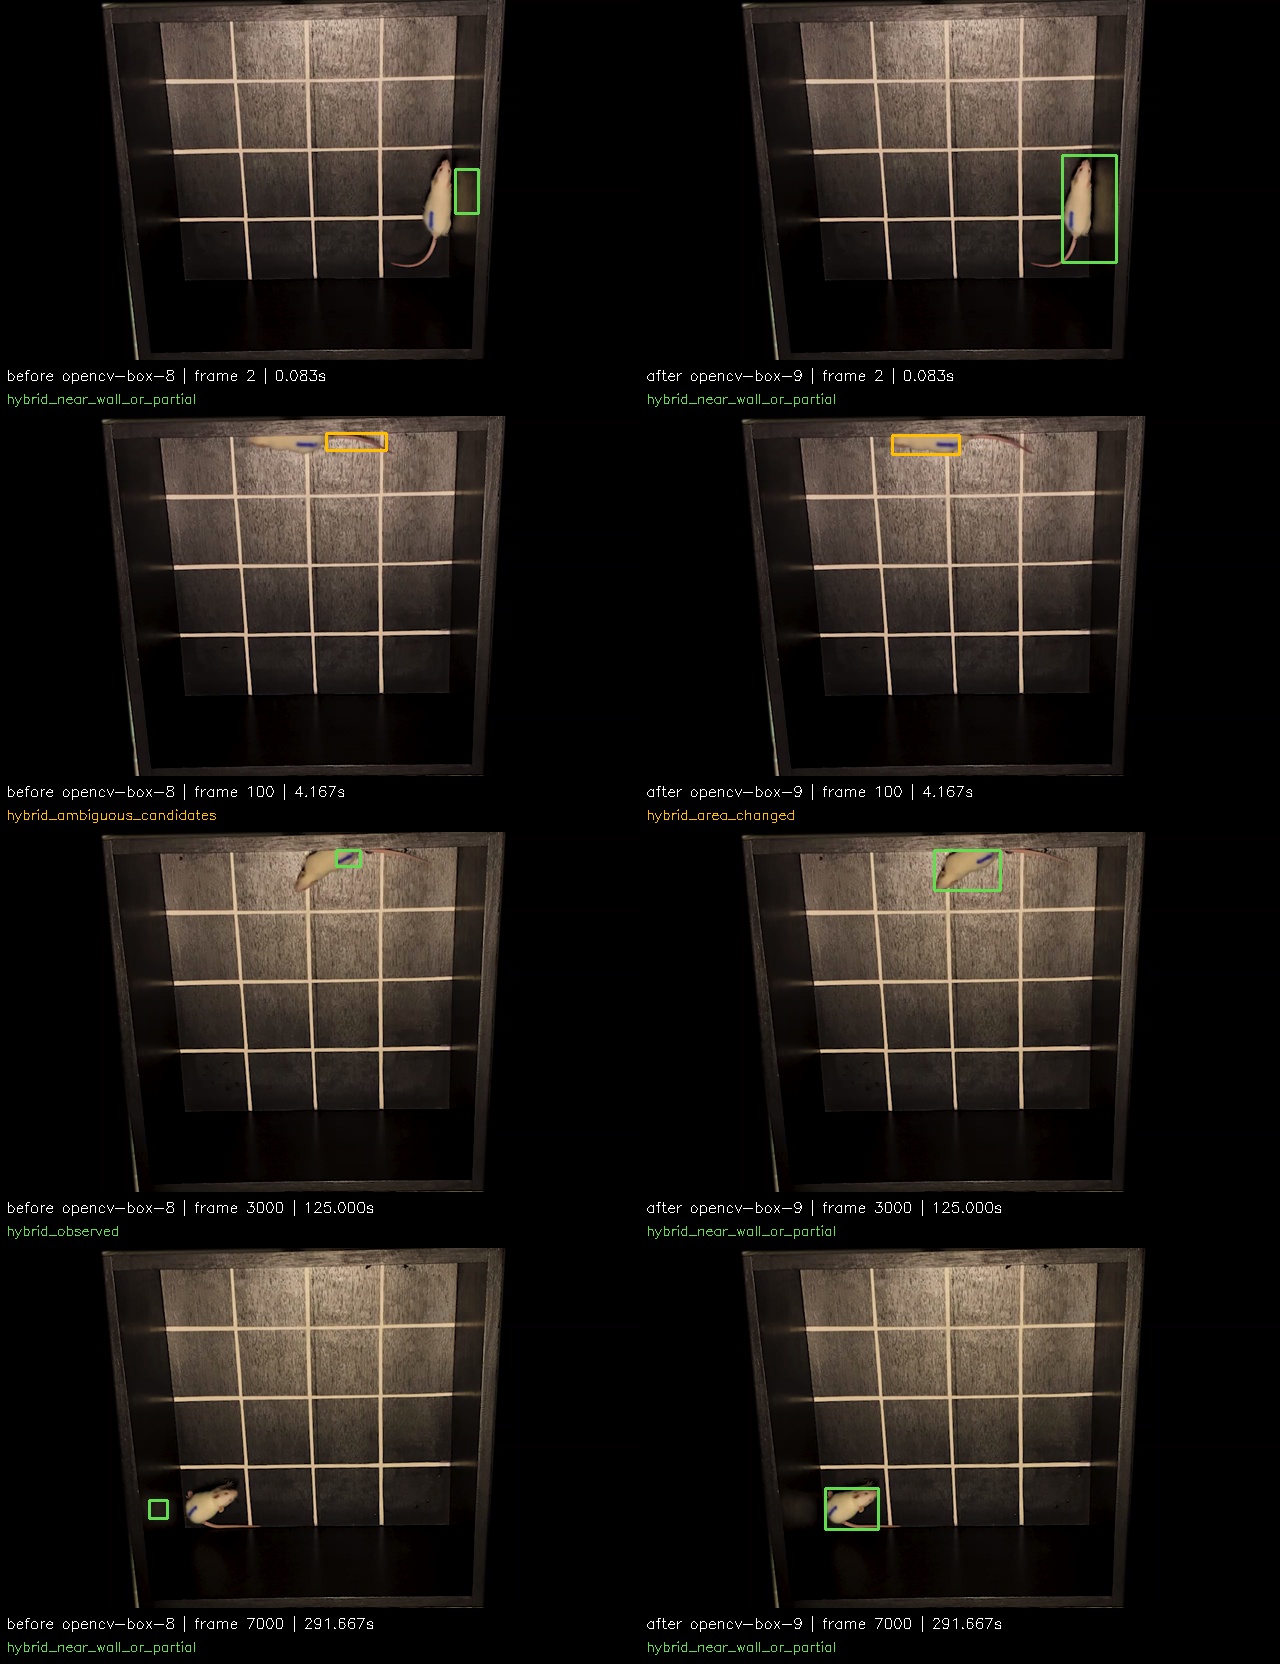 before opencv-box-8 | frame 2 | 0.083s
hybrid_near_wall_or_partial
after opencv-box-9 | frame 2 | 0.083s
hybrid_near_wall_or_partial
before opencv-box-8 | frame 100 | 4.167s
hybrid_ambiguous_candidates
after opencv-box-9 | frame 100 | 4.167s
hybrid_area_changed
before opencv-box-8 | frame 3000 | 125.000s
hybrid_observed
after opencv-box-9 | frame 3000 | 125.000s
hybrid_near_wall_or_partial
before opencv-box-8 | frame 7000 | 291.667s
hybrid_near_wall_or_partial
after opencv-box-9 | frame 7000 | 291.667s
hybrid_near_wall_or_partial